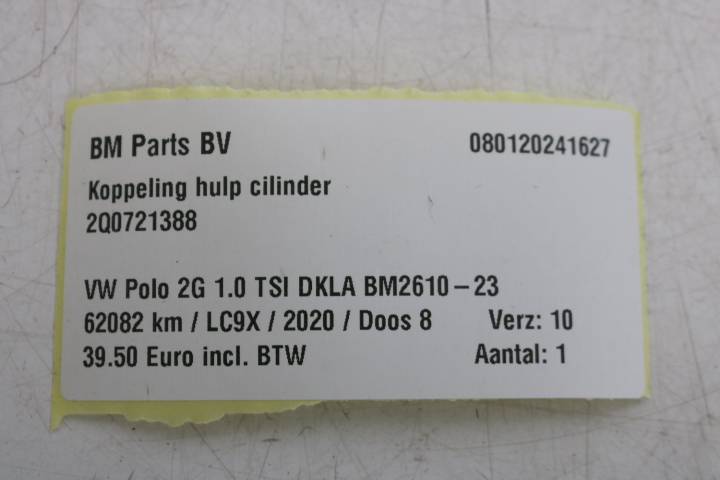 BM Parts BV 080120241627
Koppeling hulp cilinder
2Q0721388
VW Polo 2G 1.0 TSI DKLA BM2610-23
62082 km / LC9X / 2020 / Doos 8 Verz: 10
39.50 Euro incl. BTW Aantal: 1